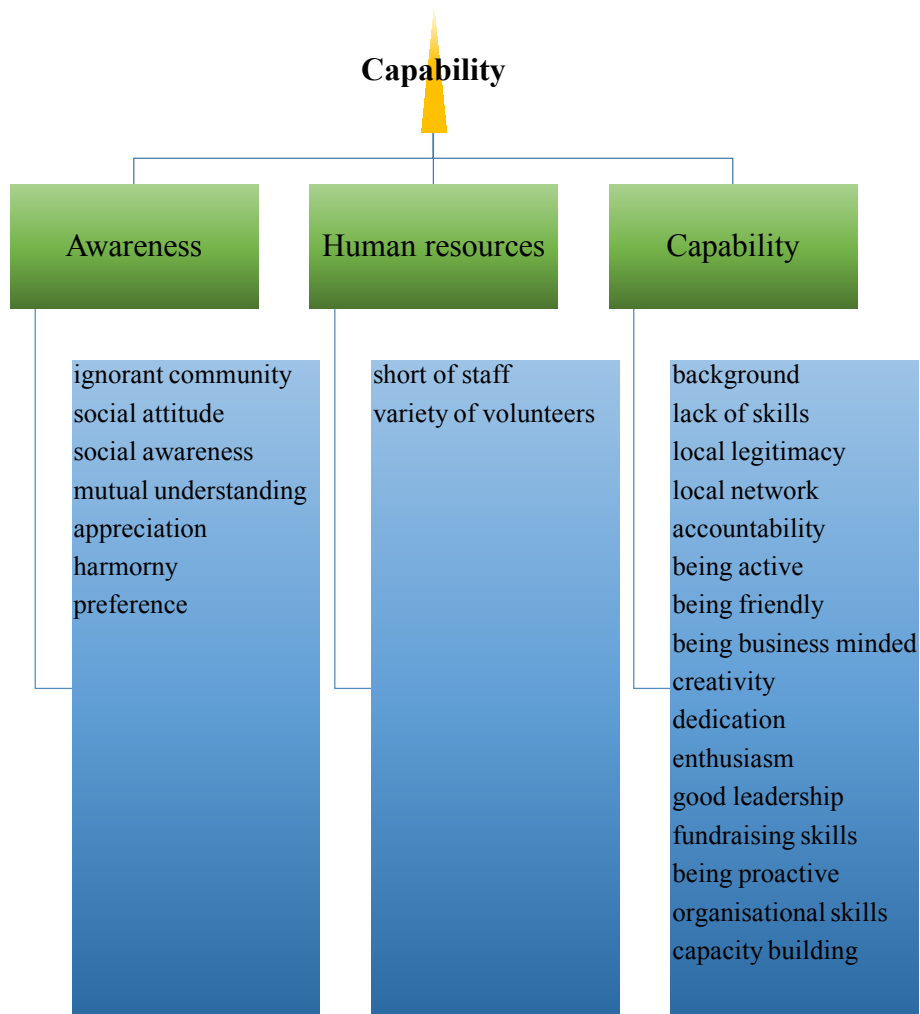 Capability
Awareness
Human resources
Capability
ignorant community
social attitude
social awareness
mutual understanding
appreciation
harmorny
preference
short of staff
variety of volunteers
background
lack of skills
local legitimacy
local network
accountability
being active
being friendly
being business minded
creativity
dedication
enthusiasm
good leadership
fundraising skills
being proactive
organisational skills
capacity building